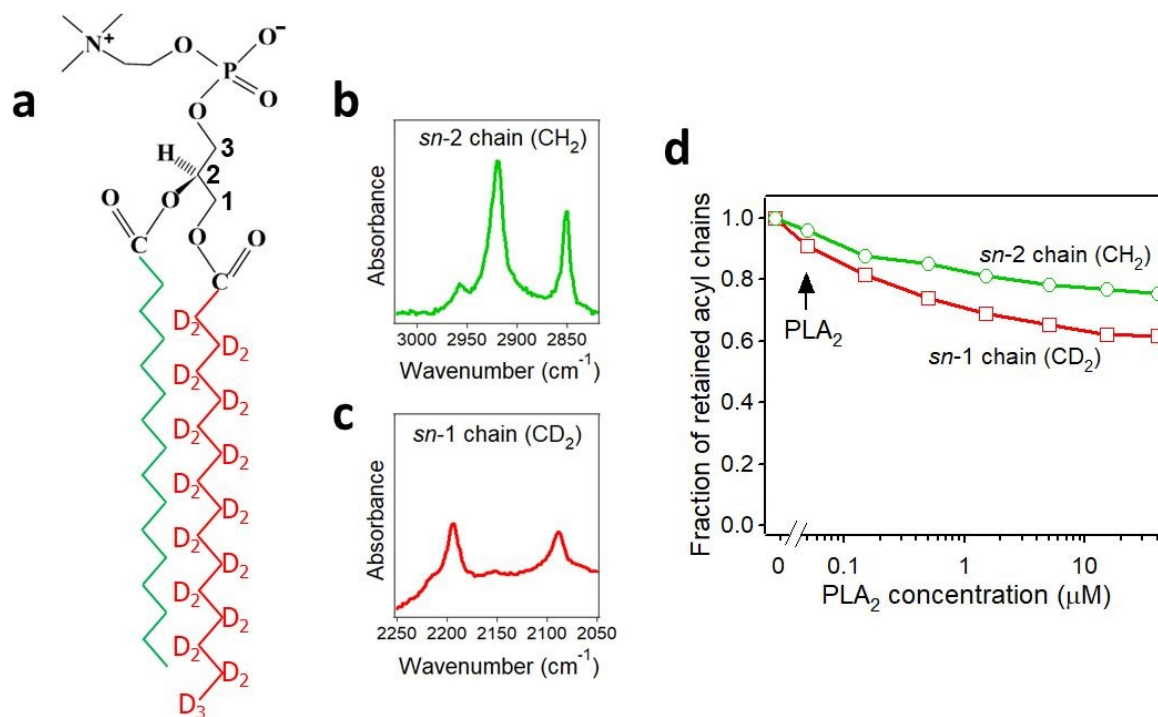 a
N+
O
O−
P
O
O
3
H
2
1
O
O
O
O
C
C
D2
D2
D2
D2
D2
D2
D2
D2
D2
D2
D2
D2
D2
D2
D3
b
sn-2 chain (CH2)
Absorbance
3000 2950 2900 2850
Wavenumber (cm-1)
c
sn-1 chain (CD2)
Absorbance
2250 2200 2150 2100 2050
Wavenumber (cm-1)
d
Fraction of retained acyl chains
1.0
0.8
0.6
0.4
0.2
0.0
sn-2 chain (CH2)
PLA2
sn-1 chain (CD2)
0 0.1 1 10
PLA2 concentration (μM)